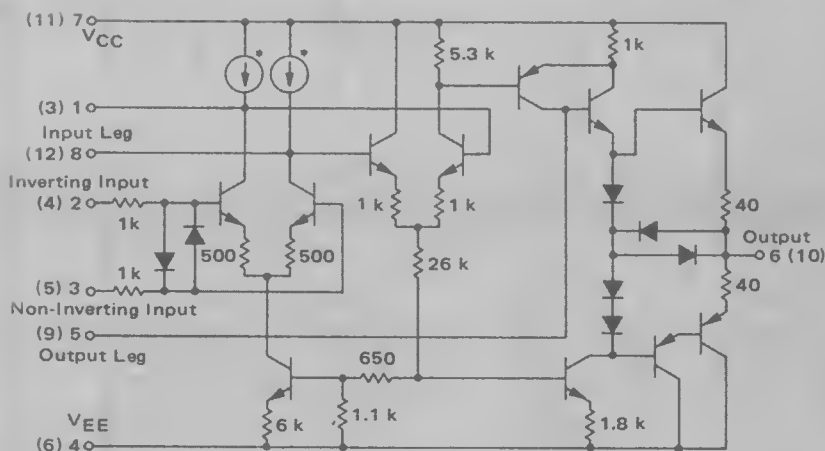 (11) 7
VCC
* *
5.3 k
1k
(3) 1
Input Leg
(12) 8
Inverting Input
(4) 2
1k
1 k
1 k
500
500
40
Output
6 (10)
26 k
1k
(5) 3
Non-Inverting Input
40
(9) 5
Output Leg
650
VEE
6 k
1.1 k
1.8 k
(6) 4